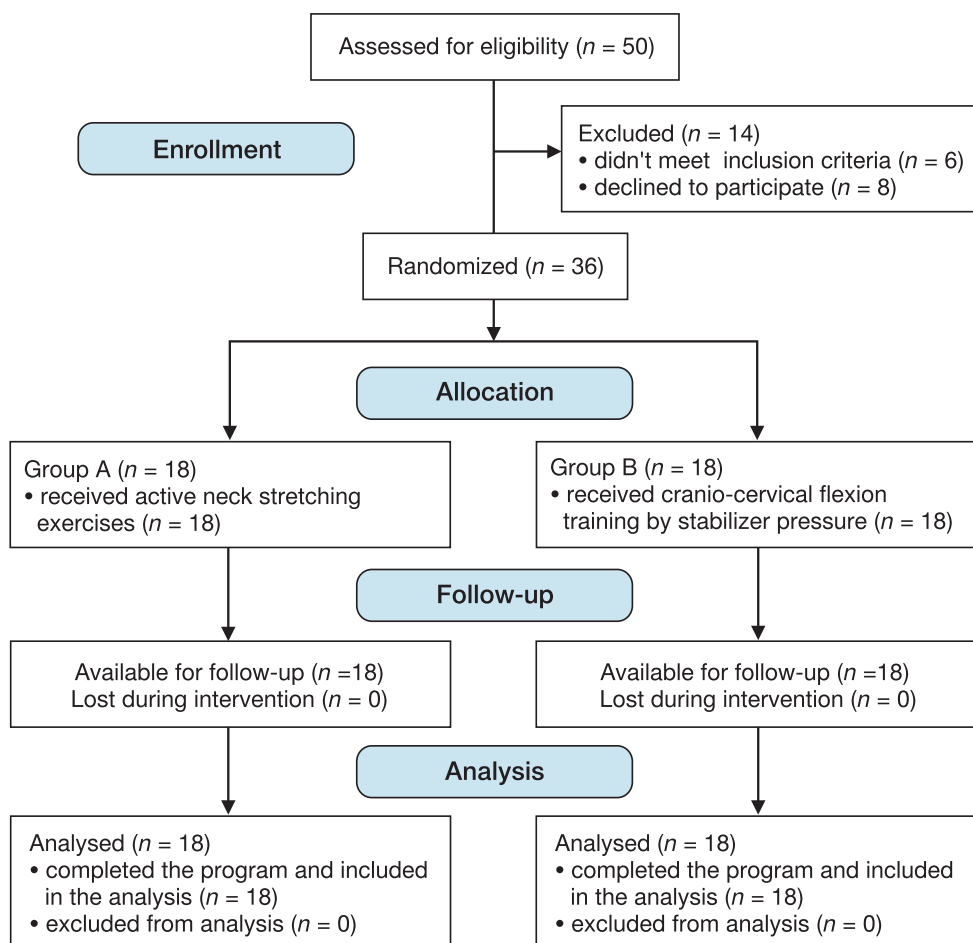 Assessed for eligibility (n = 50)
Enrollment
Excluded (n = 14)
• didn't meet  inclusion criteria (n = 6)
• declined to participate (n = 8)
Randomized (n = 36)
Allocation
Group A (n = 18)
• received active neck stretching
exercises (n = 18)
Group B (n = 18)
• received cranio-cervical flexion
training by stabilizer pressure (n = 18)
Follow-up
Available for follow-up (n =18)
Lost during intervention (n = 0)
Available for follow-up (n =18)
Lost during intervention (n = 0)
Analysis
Analysed (n = 18)
• completed the program and included
in the analysis (n = 18)
• excluded from analysis (n = 0)
Analysed (n = 18)
• completed the program and included
in the analysis (n = 18)
• excluded from analysis (n = 0)